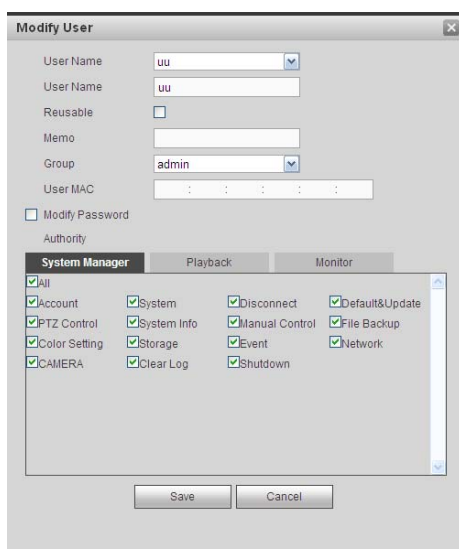 Modify User
User Name uu
User Name uu
Reusable
Memo
Group admin
User MAC : : : : :
Modify Password
Authority
System Manager Playback Monitor
All
Account System Disconnect Default&Update
PTZ Control System Info Manual Control File Backup
Color Setting Storage Event Network
CAMERA Clear Log Shutdown
Save Cancel